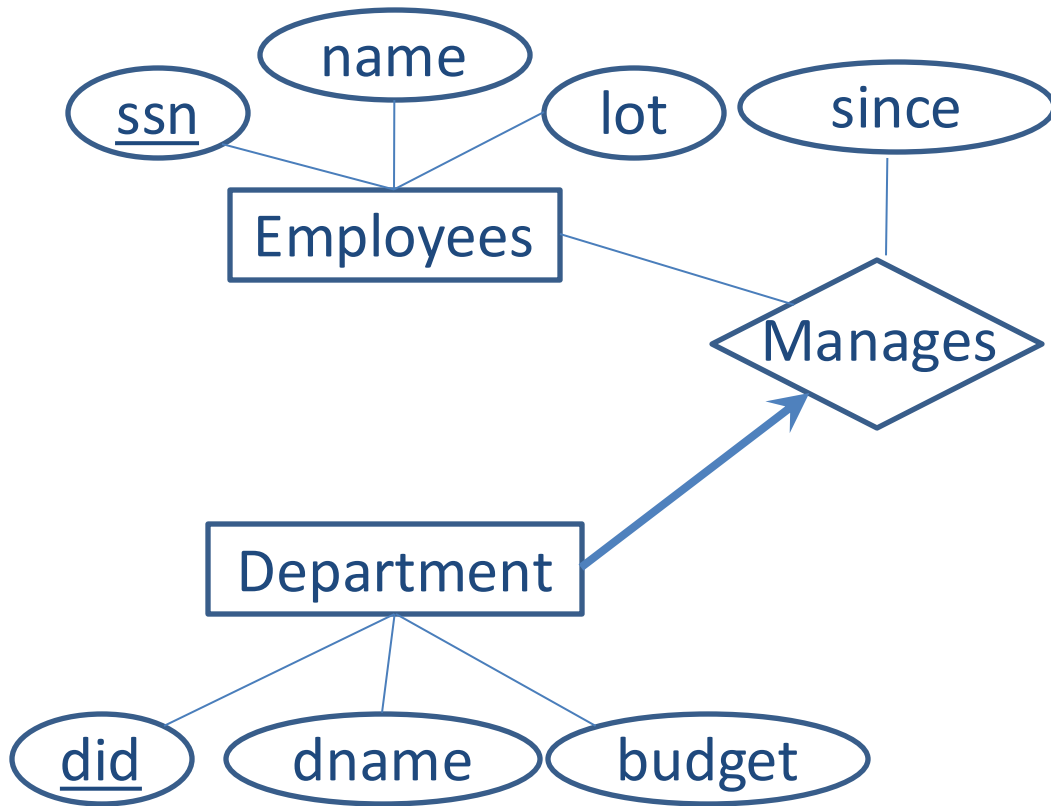 name
ssn
lot
since
Employees
Manages
Department
did
dname
budget